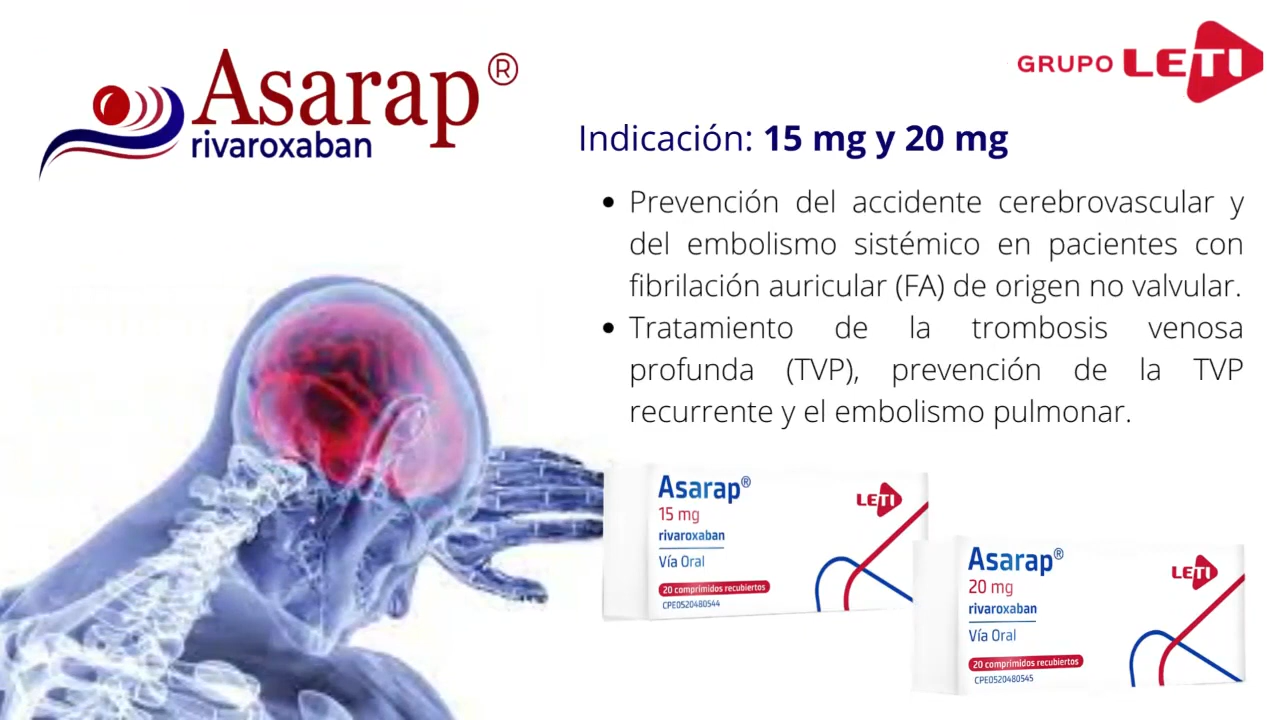 Asarap®
rivaroxaban
GRUPO LETI
Indicación: 15 mg y 20 mg
• Prevención del accidente cerebrovascular y
del embolismo sistémico en pacientes con
fibrilación auricular (FA) de origen no valvular.
• Tratamiento de la trombosis venosa
profunda (TVP), prevención de la TVP
recurrente y el embolismo pulmonar.
Asarap®
15 mg
rivaroxaban
Vía Oral
20 comprimidos recubiertos
CPE0520480544
LETI
Asarap®
20 mg
rivaroxaban
Vía Oral
20 comprimidos recubiertos
CPE0520480545
LETI